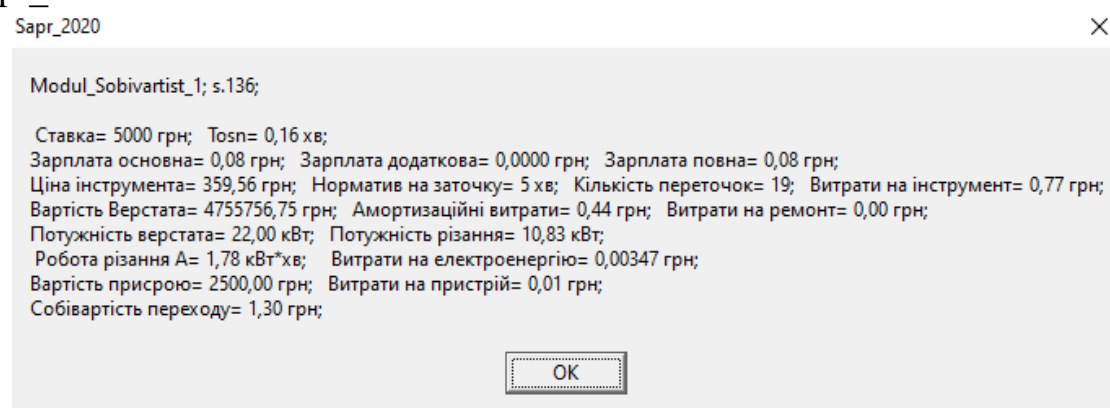 Sapr_2020
Modul_Sobivartist_1; s.136;
Ставка= 5000 грн; Tosn= 0,16 хв;
Зарплата основна= 0,08 грн; Зарплата додаткова= 0,0000 грн; Зарплата повна= 0,08 грн;
Ціна інструмента= 359,56 грн; Норматив на заточку= 5 хв; Кількість переточок= 19; Витрати на інструмент= 0,77 грн;
Вартість Верстата= 4755756,75 грн; Амортизаційні витрати= 0,44 грн; Витрати на ремонт= 0,00 грн;
Потужність верстата= 22,00 кВт; Потужність різання= 10,83 кВт;
Робота різання А= 1,78 кВт*хв; Витрати на електроенергію= 0,00347 грн;
Вартість присрою= 2500,00 грн; Витрати на пристрій= 0,01 грн;
Собівартість переходу= 1,30 грн;
OK